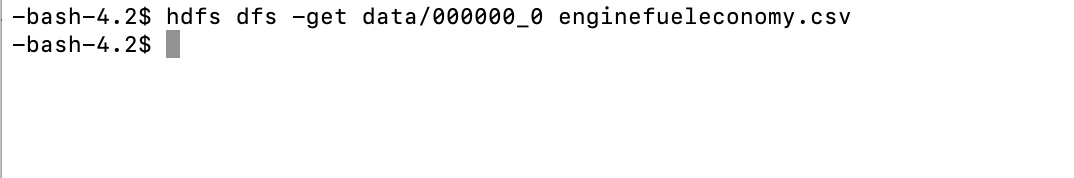 -bash-4.2$ hdfs dfs -get data/000000_0 enginefueleconomy.csv
-bash-4.2$